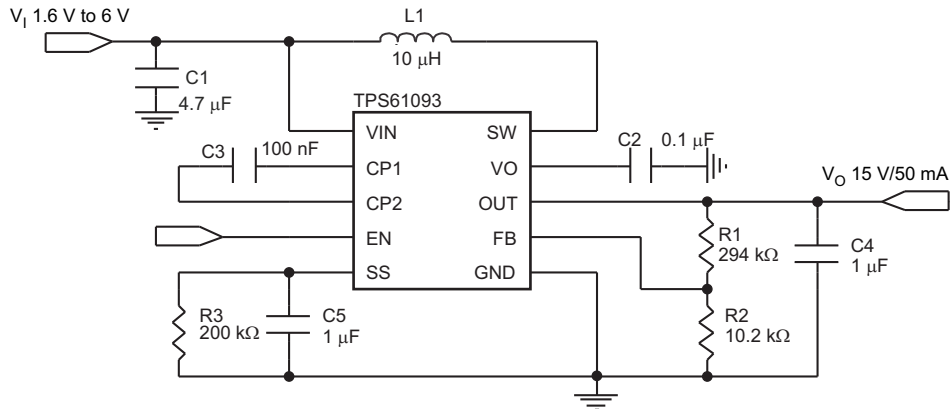 V_I 1.6 V to 6 V
L1
10 μH
C1
4.7 μF
TPS61093
VIN
SW
C2
0.1 μF
C3
100 nF
CP1
VO
V_O 15 V/50 mA
CP2
OUT
EN
FB
R1
294 kΩ
C4
1 μF
SS
GND
R3
200 kΩ
C5
1 μF
R2
10.2 kΩ